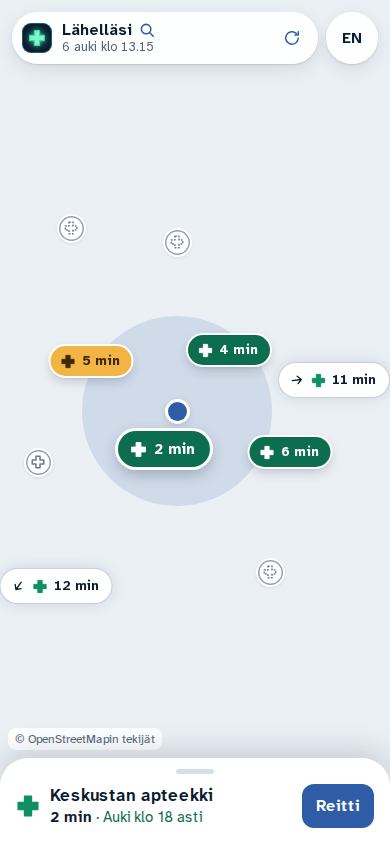 Lähelläsi
6 auki klo 13.15
EN
4 min
5 min
11 min
2 min
6 min
12 min
© OpenStreetMapin tekijät
Keskustan apteekki
2 min · Auki klo 18 asti
Reitti